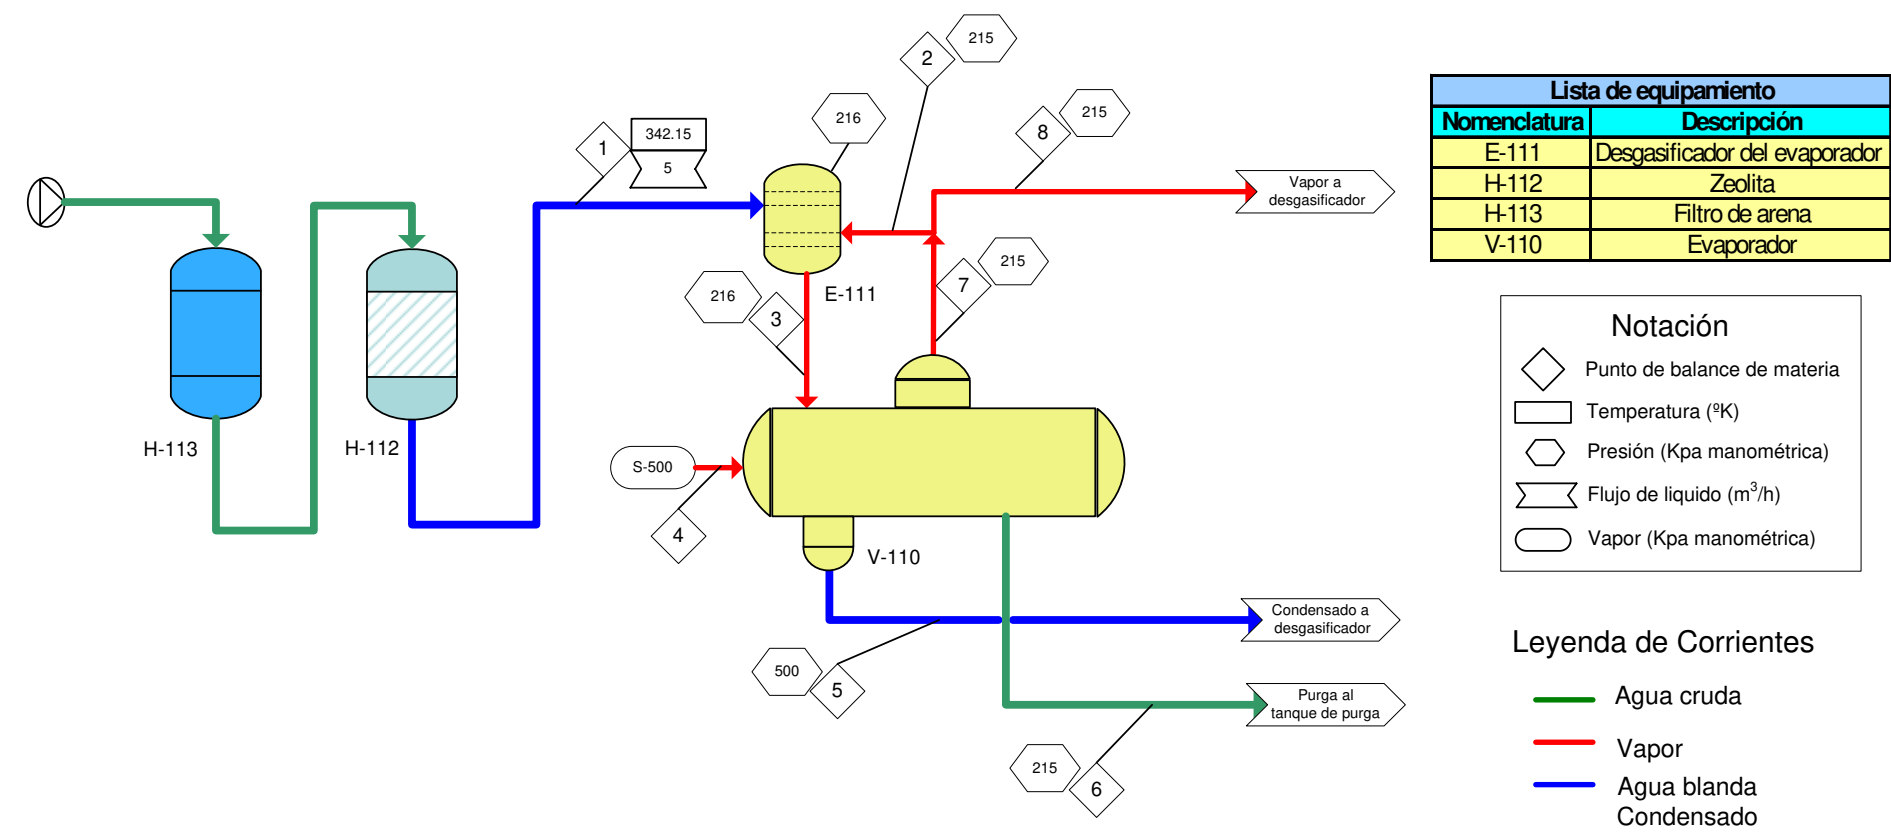 215
2
216
8
215
1
342.15
5
Vapor a
desgasificador
E-111
216
3
7
215
H-113
H-112
S-500
4
V-110
Condensado a
desgasificador
500
5
Purga al
tanque de purga
215
6
Lista de equipamiento
Nomenclatura Descripción
E-111 Desgasificador del evaporador
H-112 Zeolita
H-113 Filtro de arena
V-110 Evaporador
Notación
Punto de balance de materia
Temperatura (ºK)
Presión (Kpa manométrica)
Flujo de liquido (m³/h)
Vapor (Kpa manométrica)
Leyenda de Corrientes
Agua cruda
Vapor
Agua blanda
Condensado